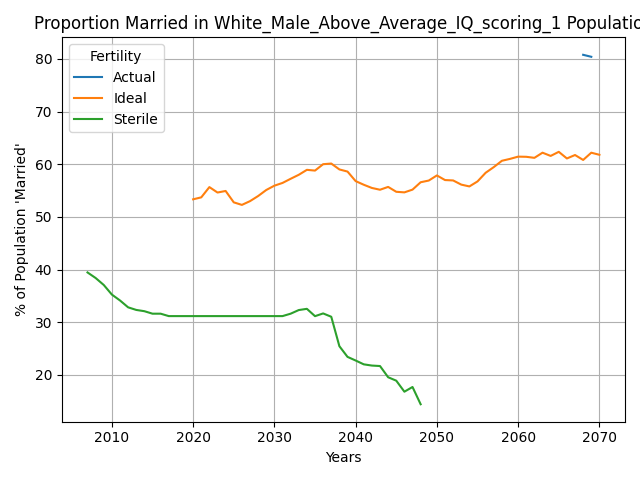 Proportion Married in White_Male_Above_Average_IQ_scoring_1 Populatio
Fertility
Actual
Ideal
Sterile
% of Population 'Married'
80
70
60
50
40
30
20
2010 2020 2030 2040 2050 2060 2070
Years